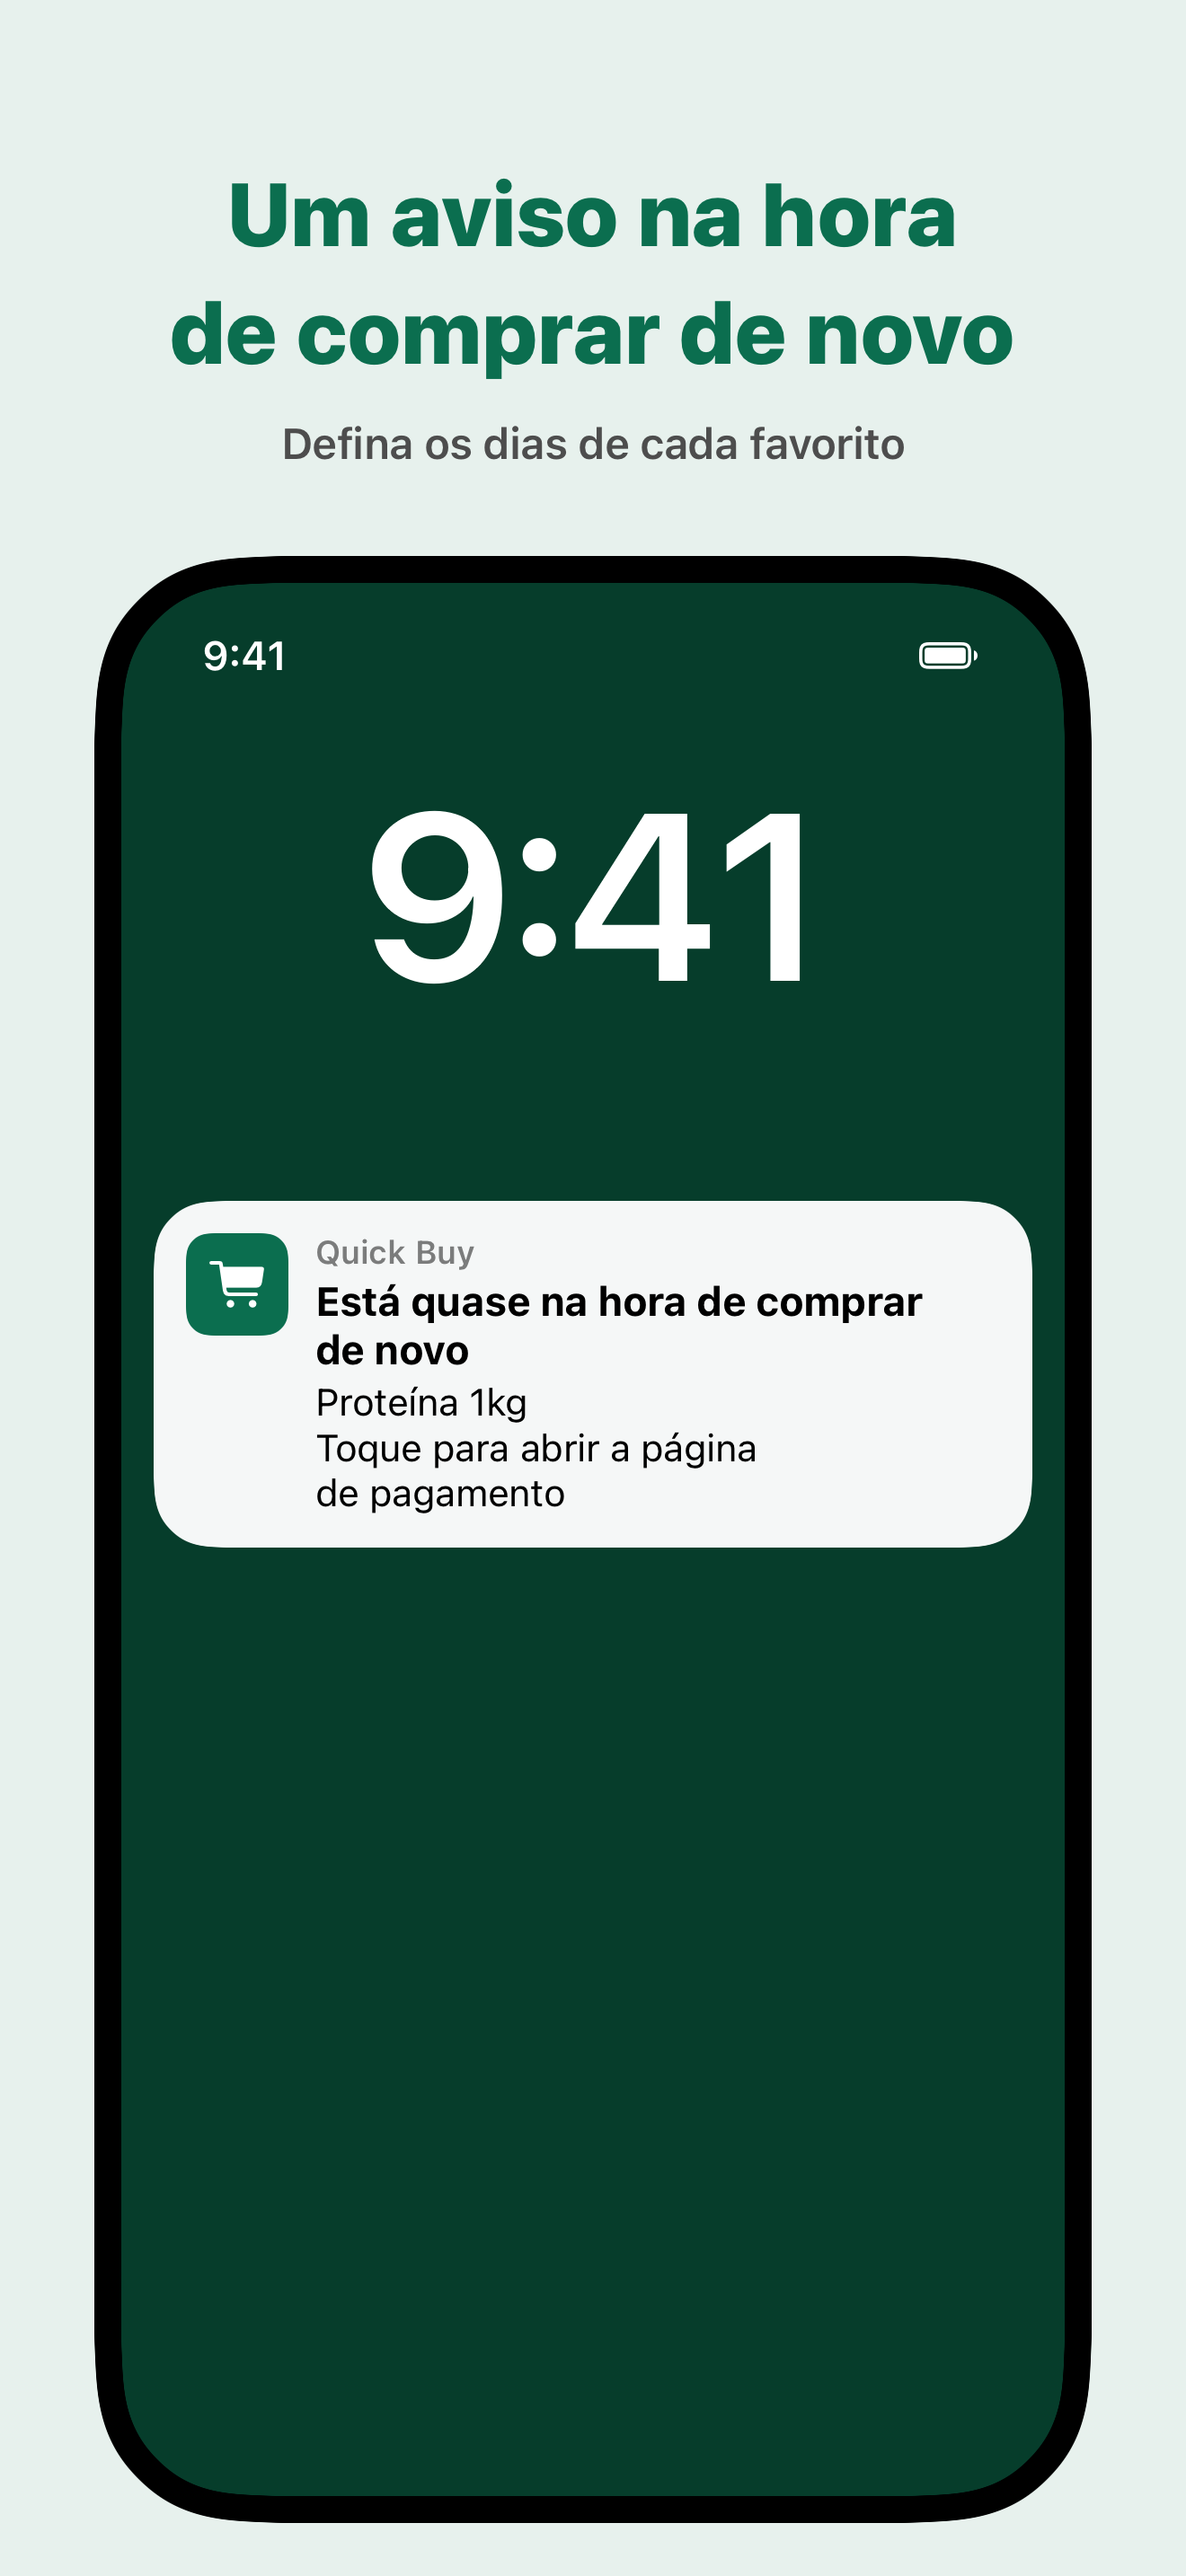 Um aviso na hora
de comprar de novo
Defina os dias de cada favorito
9:41
9:41
Quick Buy
Está quase na hora de comprar
de novo
Proteína 1kg
Toque para abrir a página
de pagamento